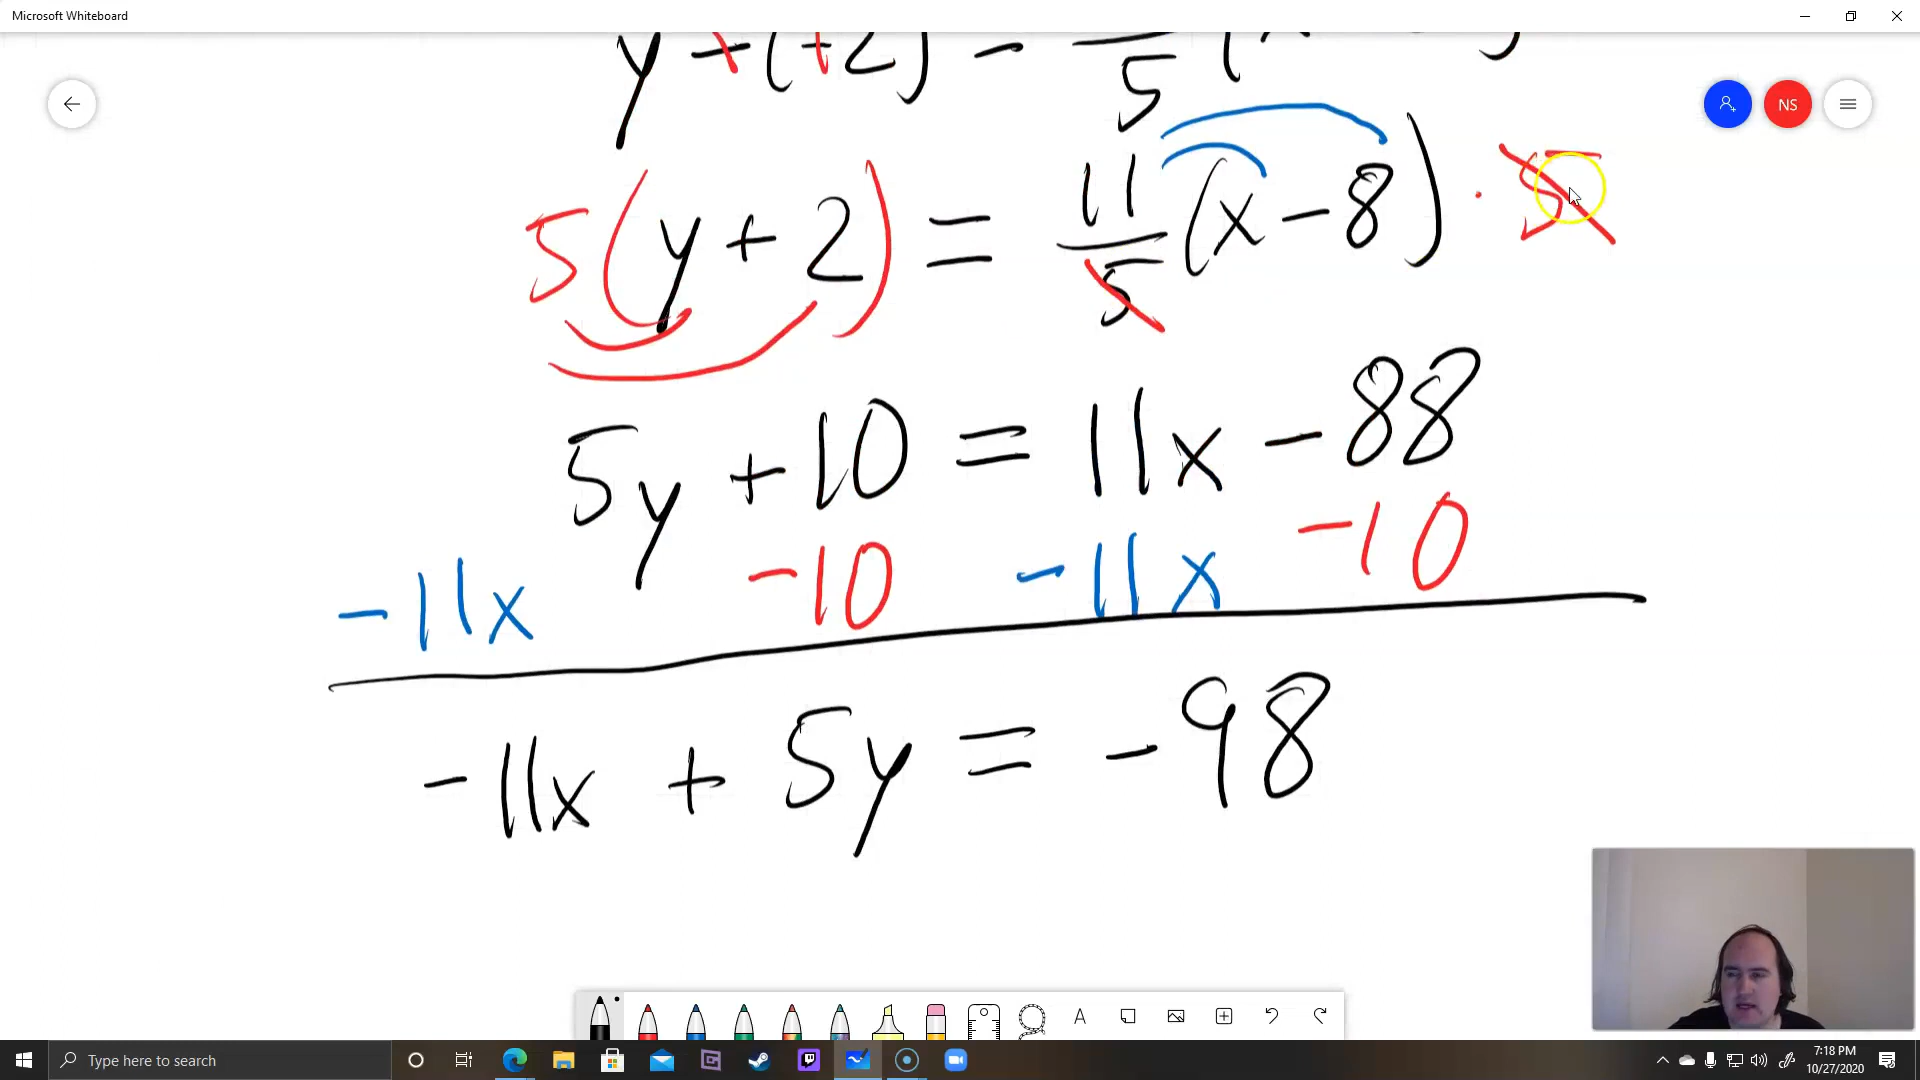 Microsoft Whiteboard
NS
5(y + 2) = 11/5 (x - 8) · 5
5y + 10 = 11x - 88
-11x -10 -11x -10
-11x + 5y = -98
Type here to search
7:18 PM
10/27/2020